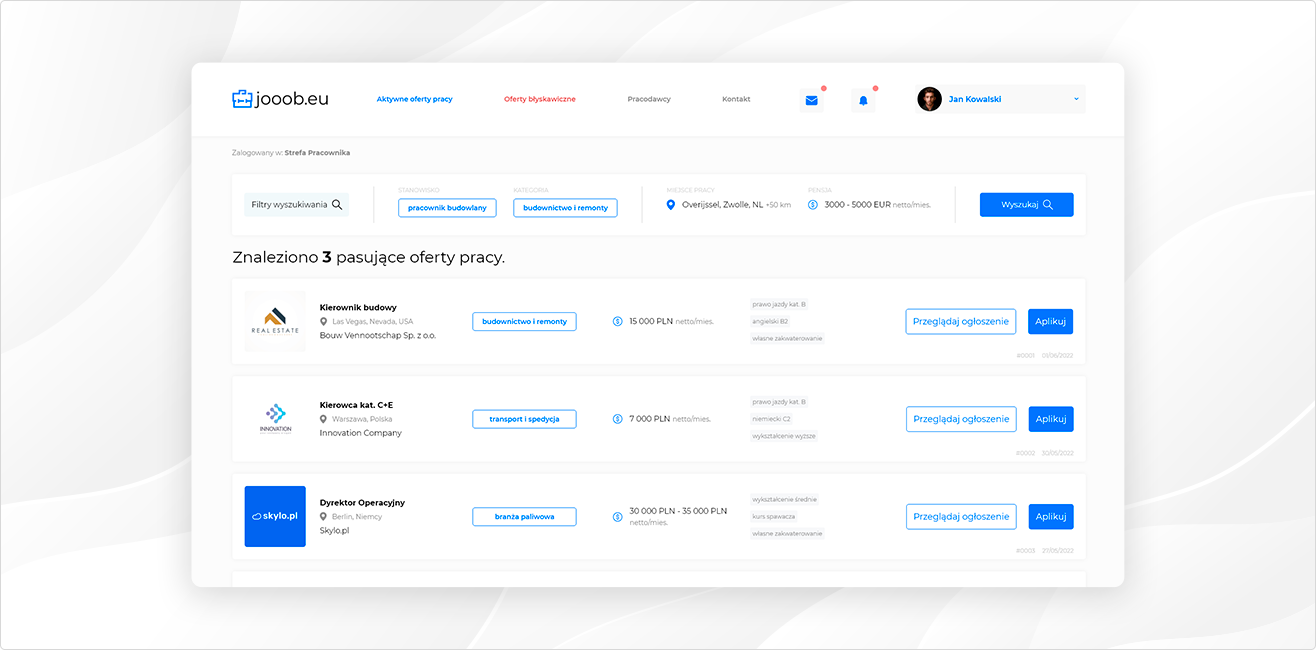 jooob.eu
Aktywne oferty pracy
Oferty błyskawiczne
Pracodawcy
Kontakt
Jan Kowalski
Zalogowany w: Strefa Pracownika
Filtry wyszukiwania
STANOWISKO
pracownik budowlany
KATEGORIA
budownictwo i remonty
MIEJSCE PRACY
Overijssel, Zwolle, NL +50 km
PENSJA
3000 - 5000 EUR netto/mies.
Wyszukaj
Znaleziono 3 pasujące oferty pracy.
REAL ESTATE
Kierownik budowy
Las Vegas, Nevada, USA
Bouw Vennootschap Sp. z o.o.
budownictwo i remonty
15 000 PLN netto/mies.
prawo jazdy kat. B
angielski B2
własne zakwaterowanie
Przeglądaj ogłoszenie
Aplikuj
#0001 01/06/2022
INNOVATION
Kierowca kat. C+E
Warszawa, Polska
Innovation Company
transport i spedycja
7 000 PLN netto/mies.
prawo jazdy kat. B
niemiecki C2
wykształcenie wyższe
Przeglądaj ogłoszenie
Aplikuj
#0002 30/05/2022
skylo.pl
Dyrektor Operacyjny
Berlin, Niemcy
Skylo.pl
branża paliwowa
30 000 PLN - 35 000 PLN
netto/mies.
wykształcenie średnie
kurs spawacza
własne zakwaterowanie
Przeglądaj ogłoszenie
Aplikuj
#0003 27/05/2022